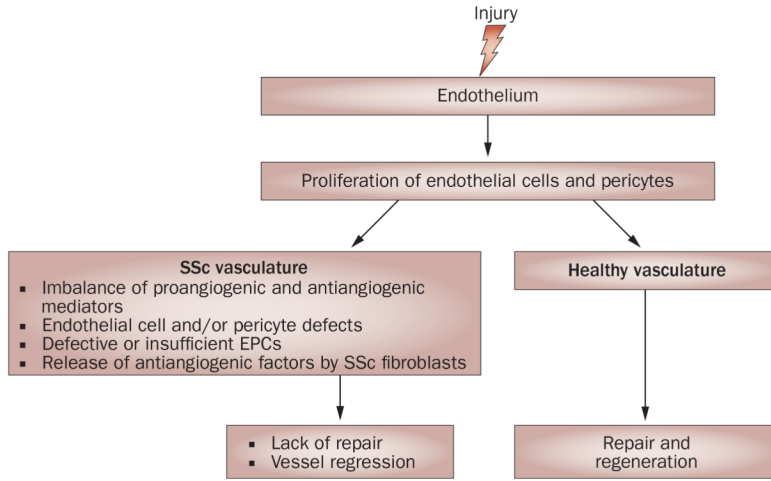 Injury
Endothelium
Proliferation of endothelial cells and pericytes
SSc vasculature
▪ Imbalance of proangiogenic and antiangiogenic
mediators
▪ Endothelial cell and/or pericyte defects
▪ Defective or insufficient EPCs
▪ Release of antiangiogenic factors by SSc fibroblasts
Healthy vasculature
▪ Lack of repair
▪ Vessel regression
Repair and
regeneration